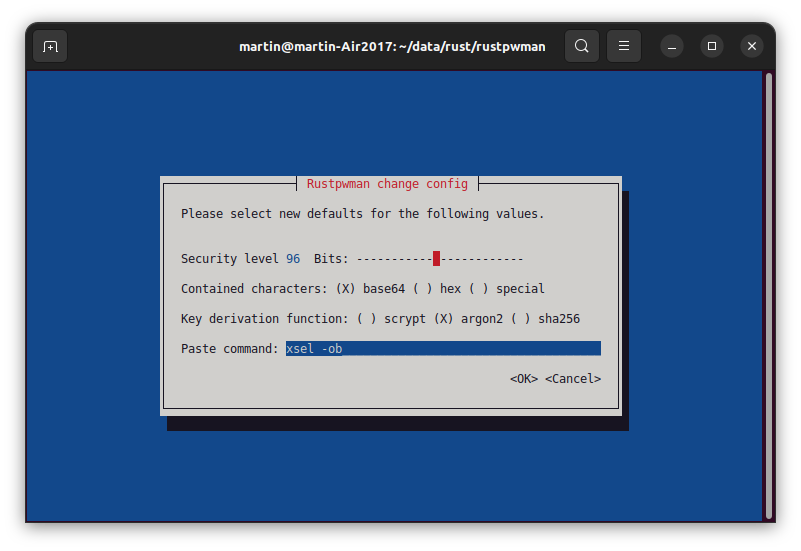 martin@martin-Air2017: ~/data/rust/rustpwman
Rustpwman change config
Please select new defaults for the following values.
Security level 96  Bits: ------------------------
Contained characters: (X) base64 ( ) hex ( ) special
Key derivation function: ( ) scrypt (X) argon2 ( ) sha256
Paste command: xsel -ob
<OK> <Cancel>